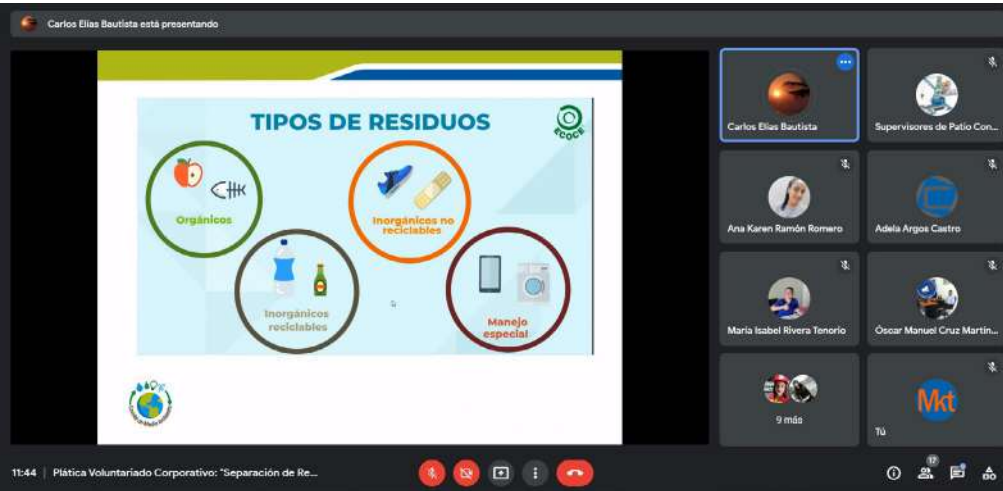 Carlos Elias Bautista está presentando
TIPOS DE RESIDUOS
ECOCE
Orgánicos
Inorgánicos no
reciclables
Inorgánicos
reciclables
Manejo
especial
Carlos Elias Bautista
Supervisores de Patio Con...
Ana Karen Ramón Romero
Adela Argos Castro
María Isabel Rivera Tenorio
Óscar Manuel Cruz Martín...
9 más
Mkt
Tú
11:44 | Plática Voluntariado Corporativo: "Separación de Re...
17